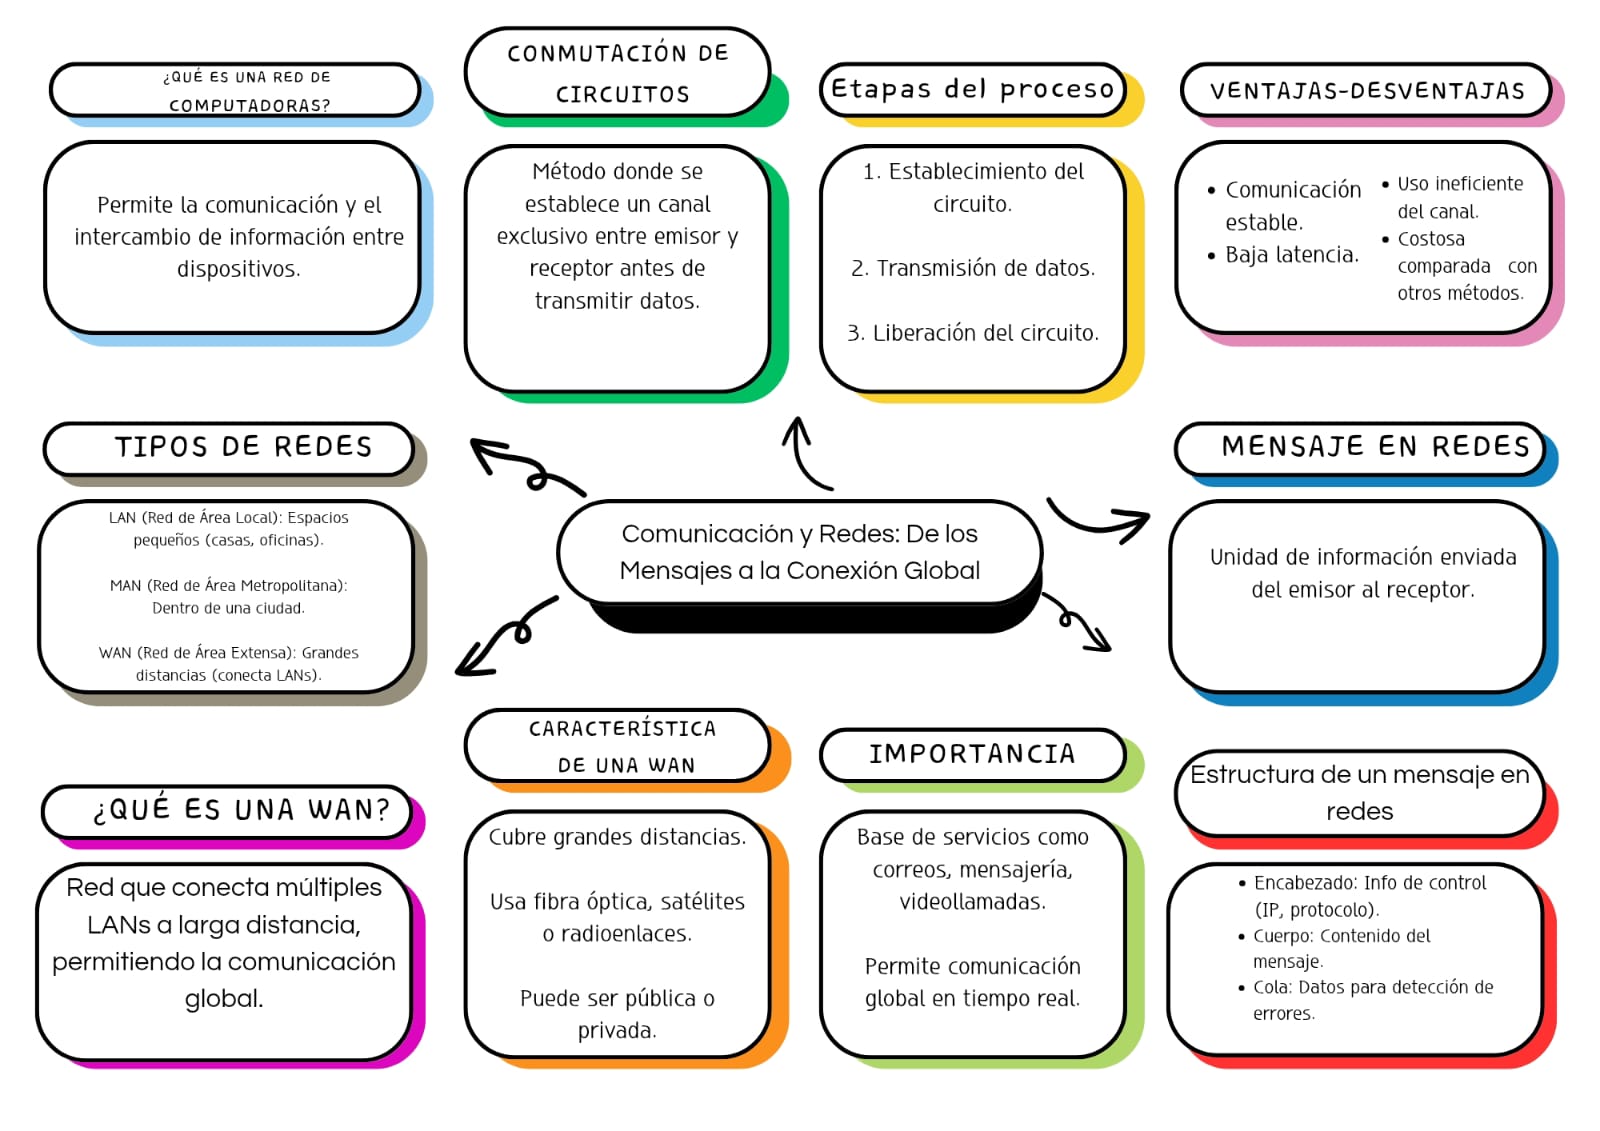 ¿QUÉ ES UNA RED DE
COMPUTADORAS?
Permite la comunicación y el
intercambio de información entre
dispositivos.
CONMUTACIÓN DE
CIRCUITOS
Método donde se
establece un canal
exclusivo entre emisor y
receptor antes de
transmitir datos.
Etapas del proceso
1. Establecimiento del
circuito.
2. Transmisión de datos.
3. Liberación del circuito.
VENTAJAS-DESVENTAJAS
• Comunicación
estable.
• Baja latencia.
• Uso ineficiente
del canal.
• Costosa
comparada con
otros métodos.
TIPOS DE REDES
LAN (Red de Área Local): Espacios
pequeños (casas, oficinas).
MAN (Red de Área Metropolitana):
Dentro de una ciudad.
WAN (Red de Área Extensa): Grandes
distancias (conecta LANs).
Comunicación y Redes: De los
Mensajes a la Conexión Global
MENSAJE EN REDES
Unidad de información enviada
del emisor al receptor.
¿QUÉ ES UNA WAN?
Red que conecta múltiples
LANs a larga distancia,
permitiendo la comunicación
global.
CARACTERÍSTICA
DE UNA WAN
Cubre grandes distancias.
Usa fibra óptica, satélites
o radioenlaces.
Puede ser pública o
privada.
IMPORTANCIA
Base de servicios como
correos, mensajería,
videollamadas.
Permite comunicación
global en tiempo real.
Estructura de un mensaje en
redes
• Encabezado: Info de control
(IP, protocolo).
• Cuerpo: Contenido del
mensaje.
• Cola: Datos para detección de
errores.